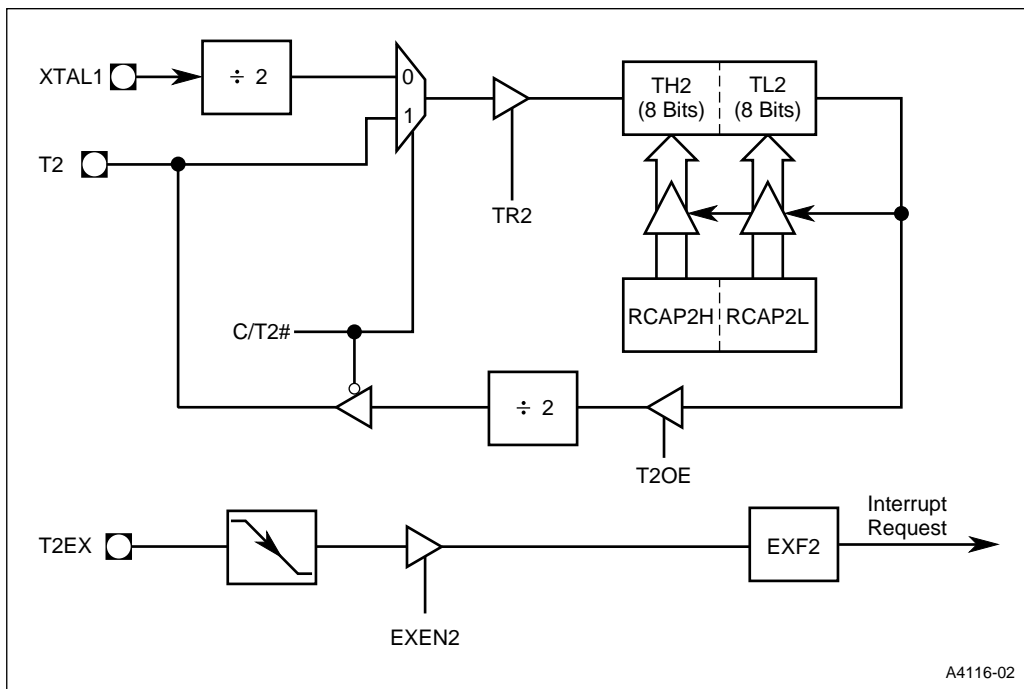 XTAL1
÷ 2
0
1
TH2
(8 Bits)
TL2
(8 Bits)
T2
TR2
RCAP2H
RCAP2L
C/T2#
÷ 2
T2OE
T2EX
EXEN2
EXF2
Interrupt
Request
A4116-02